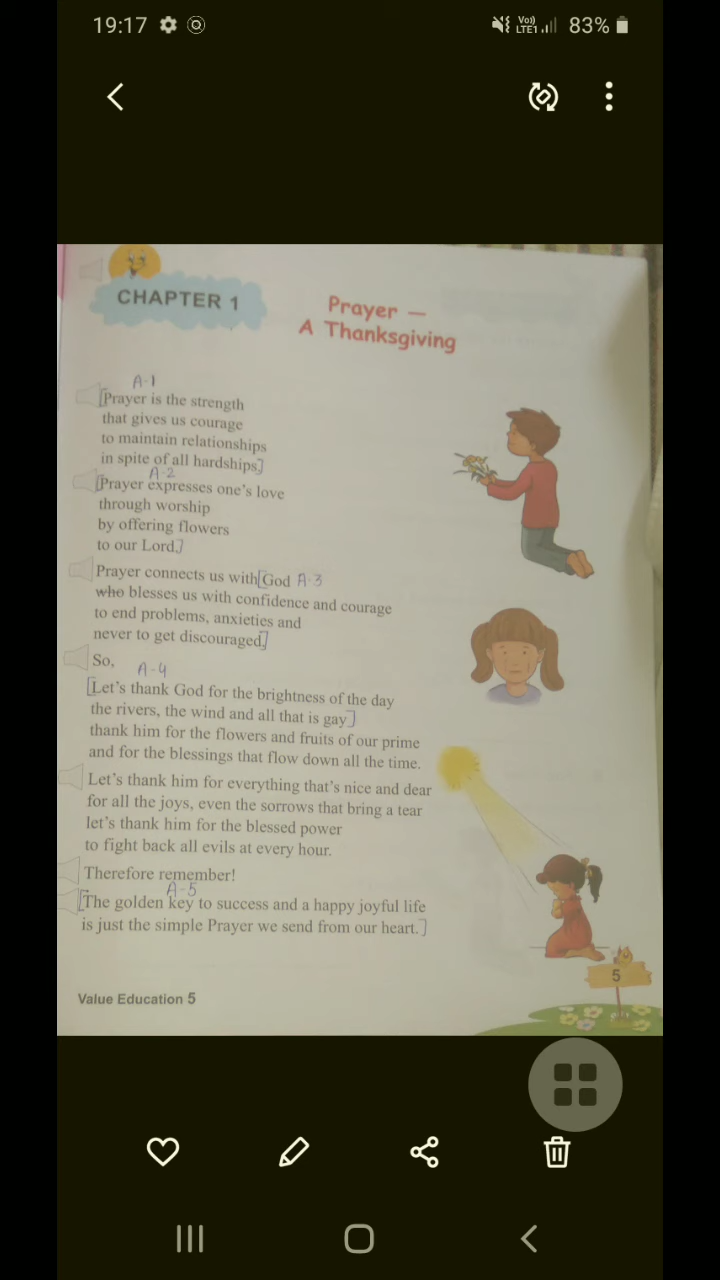 19:17
Vo))
LTE1
83%
CHAPTER 1
Prayer —
A Thanksgiving
A-1
[Prayer is the strength
that gives us courage
to maintain relationships
in spite of all hardships]
A-2
[Prayer expresses one's love
through worship
by offering flowers
to our Lord.]
Prayer connects us with [God A-3
who blesses us with confidence and courage
to end problems, anxieties and
never to get discouraged.]
So,
A-4
[Let's thank God for the brightness of the day
the rivers, the wind and all that is gay]
thank him for the flowers and fruits of our prime
and for the blessings that flow down all the time.
Let's thank him for everything that's nice and dear
for all the joys, even the sorrows that bring a tear
let's thank him for the blessed power
to fight back all evils at every hour.
Therefore remember!
A-5
[The golden key to success and a happy joyful life
is just the simple Prayer we send from our heart.]
Value Education 5
5